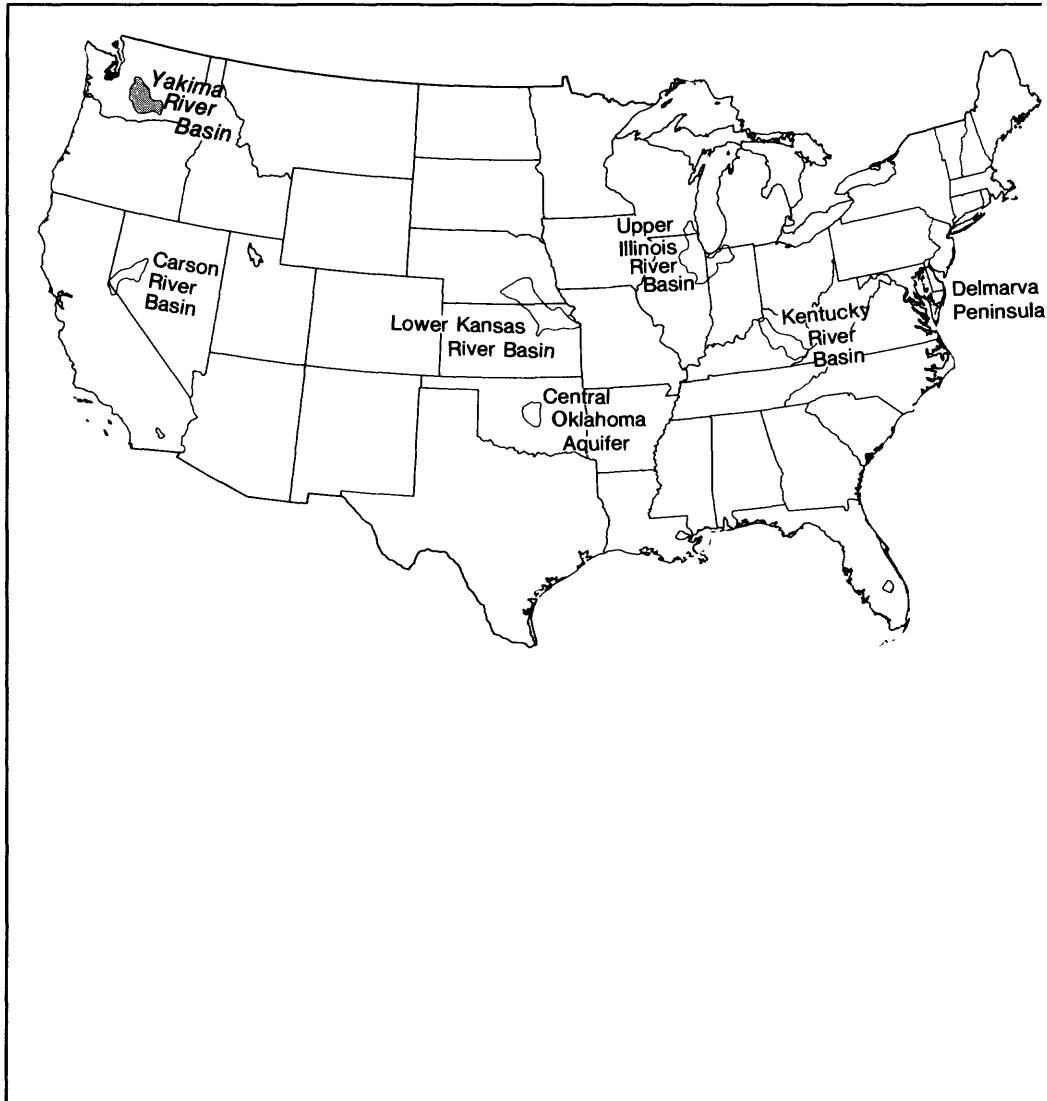 Yakima
River
Basin
Carson
River
Basin
Lower Kansas
River Basin
Upper
Illinois
River
Basin
Kentucky
River
Basin
Delmarva
Peninsula
Central
Oklahoma
Aquifer